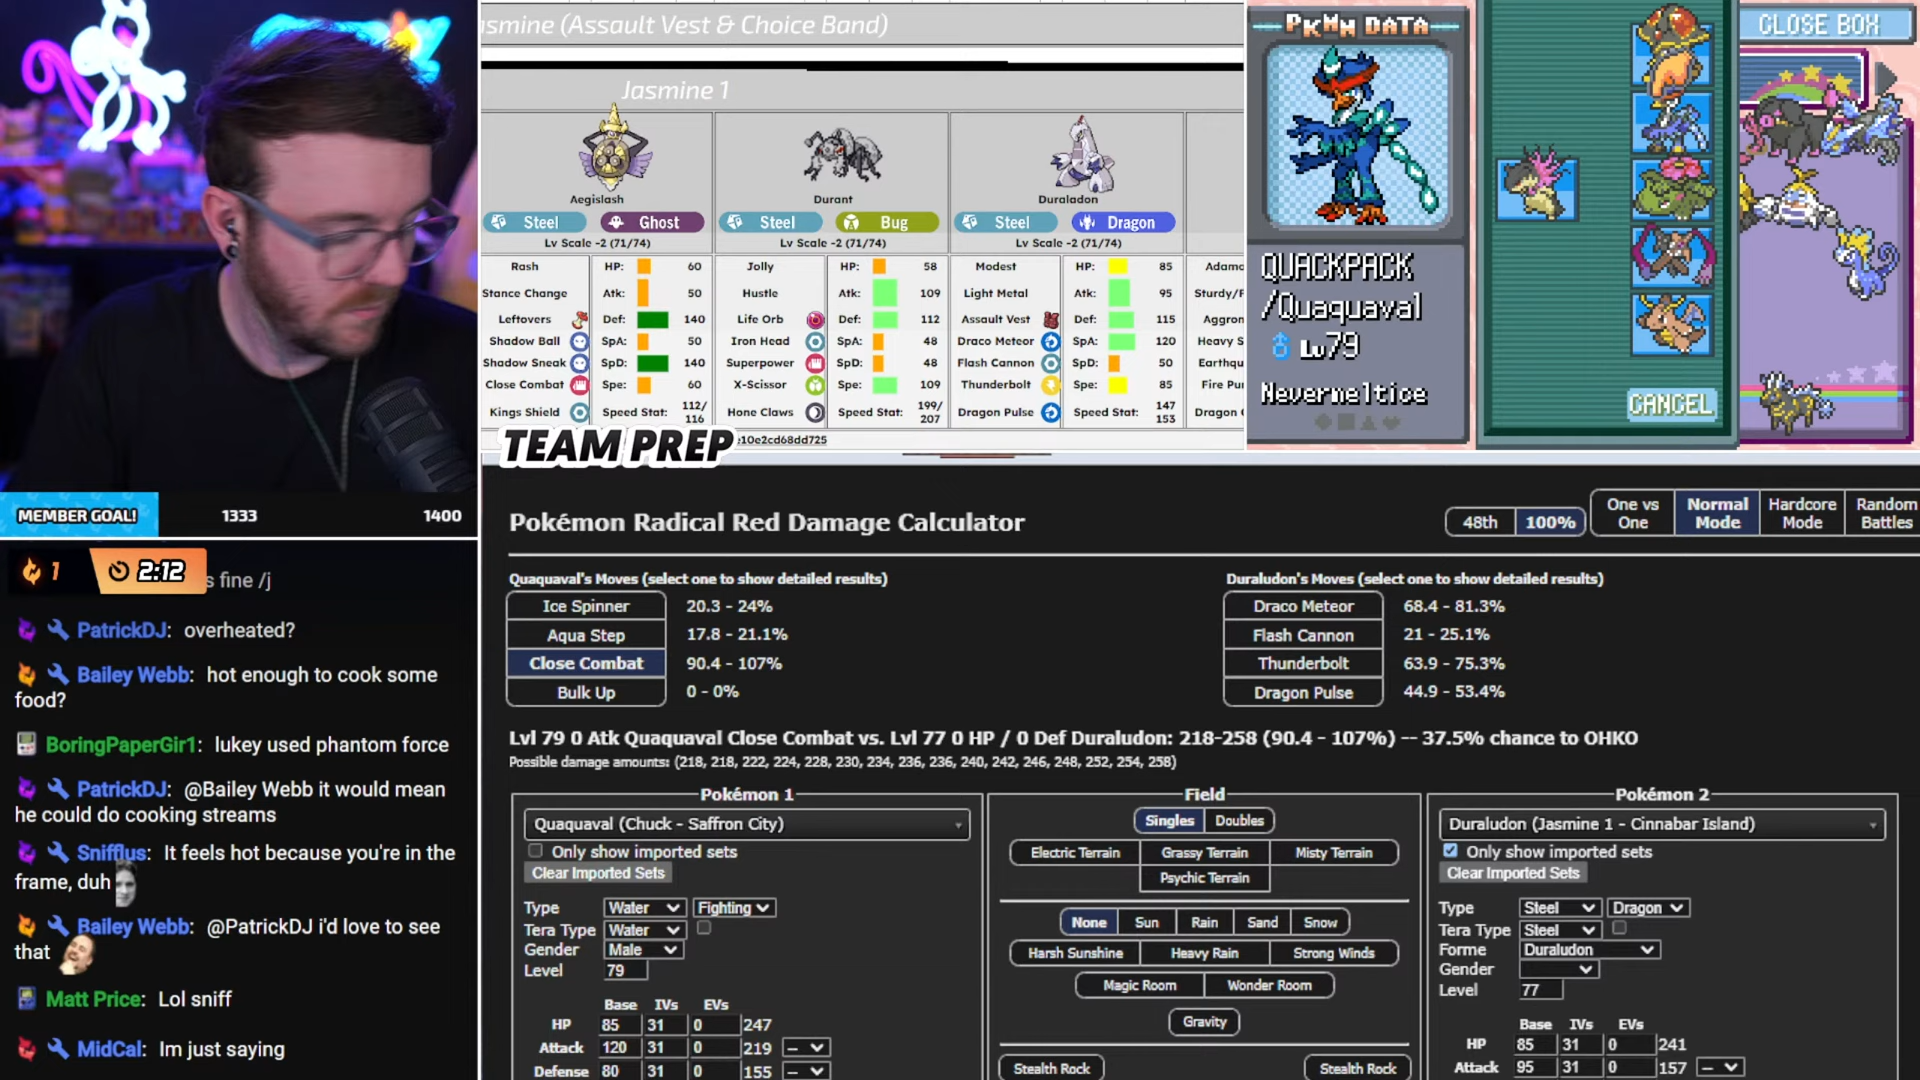 smine (Assault Vest & Choice Band)
Jasmine 1
Aegislash
Durant
Duraladon
Steel
Ghost
Steel
Bug
Steel
Dragon
Lv Scale -2 (71/74)
Lv Scale -2 (71/74)
Lv Scale -2 (71/74)
Rash
HP:
60
Jolly
HP:
58
Modest
HP:
85
Adama
Stance Change
Atk:
50
Hustle
Atk:
109
Light Metal
Atk:
95
Sturdy/F
Leftovers
Def:
140
Life Orb
Def:
112
Assault Vest
Def:
115
Aggron
Shadow Ball
SpA:
50
Iron Head
SpA:
48
Draco Meteor
SpA:
120
Heavy S
Shadow Sneak
SpD:
140
Superpower
SpD:
48
Flash Cannon
SpD:
50
Earthqu
Close Combat
Spe:
60
X-Scissor
Spe:
109
Thunderbolt
Spe:
85
Fire Pun
Kings Shield
Speed Stat:
112/
116
Hone Claws
Speed Stat:
199/
207
Dragon Pulse
Speed Stat:
147
153
Dragon C
TEAM PREP
:10e2cd68dd725
PKMN DATA
QUACKPACK
/Quaquaval
♂ Lv79
Nevermeltice
CANCEL
CLOSE BOX
MEMBER GOAL!
1333
1400
1
2:12
s fine /j
PatrickDJ: overheated?
Bailey Webb: hot enough to cook some
food?
BoringPaperGir1: lukey used phantom force
PatrickDJ: @Bailey Webb it would mean
he could do cooking streams
Snifflus: It feels hot because you're in the
frame, duh
Bailey Webb: @PatrickDJ i'd love to see
that
Matt Price: Lol sniff
MidCal: Im just saying
Pokémon Radical Red Damage Calculator
48th
100%
One vs
One
Normal
Mode
Hardcore
Mode
Random
Battles
Quaquaval's Moves (select one to show detailed results)
Ice Spinner
20.3 - 24%
Aqua Step
17.8 - 21.1%
Close Combat
90.4 - 107%
Bulk Up
0 - 0%
Duraludon's Moves (select one to show detailed results)
Draco Meteor
68.4 - 81.3%
Flash Cannon
21 - 25.1%
Thunderbolt
63.9 - 75.3%
Dragon Pulse
44.9 - 53.4%
Lvl 79 0 Atk Quaquaval Close Combat vs. Lvl 77 0 HP / 0 Def Duraludon: 218-258 (90.4 - 107%) -- 37.5% chance to OHKO
Possible damage amounts: (218, 218, 222, 224, 228, 230, 234, 236, 236, 240, 242, 246, 248, 252, 254, 258)
Pokémon 1
Quaquaval (Chuck - Saffron City)
Only show imported sets
Clear Imported Sets
Type
Water
Fighting
Tera Type
Water
Gender
Male
Level
79
Base
IVs
EVs
HP
85
31
0
247
Attack
120
31
0
219
--
Defense
80
31
0
155
--
Field
Singles
Doubles
Electric Terrain
Grassy Terrain
Misty Terrain
Psychic Terrain
None
Sun
Rain
Sand
Snow
Harsh Sunshine
Heavy Rain
Strong Winds
Magic Room
Wonder Room
Gravity
Stealth Rock
Stealth Rock
Pokémon 2
Duraludon (Jasmine 1 - Cinnabar Island)
Only show imported sets
Clear Imported Sets
Type
Steel
Dragon
Tera Type
Steel
Forme
Duraludon
Gender
Level
77
Base
IVs
EVs
HP
85
31
0
241
Attack
95
31
0
157
--